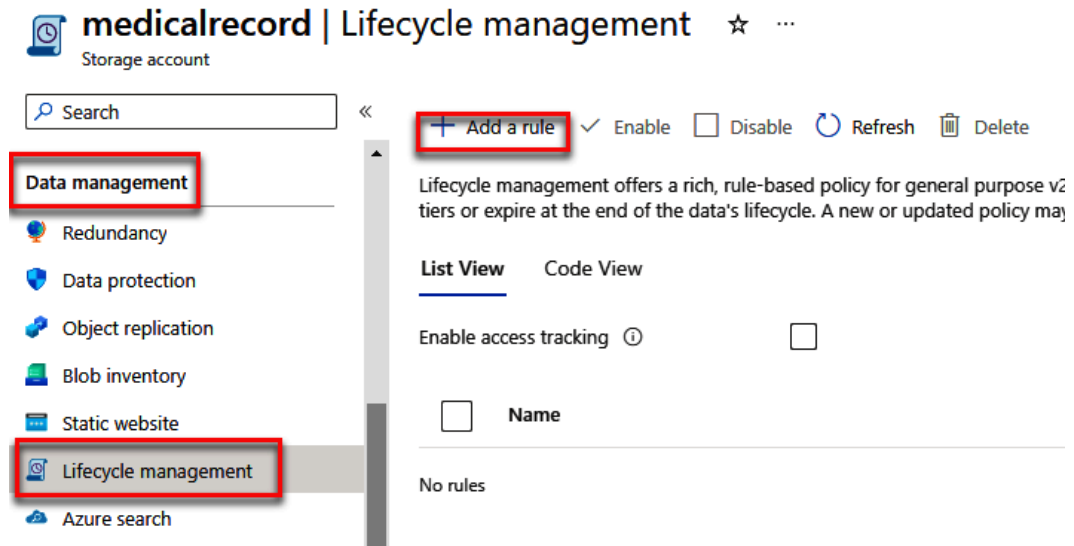 medicalrecord | Lifecycle management ☆ ...
Storage account
Search «
+ Add a rule Enable Disable Refresh Delete
Data management
Redundancy
Data protection
Object replication
Blob inventory
Static website
Lifecycle management
Azure search
Lifecycle management offers a rich, rule-based policy for general purpose v2
tiers or expire at the end of the data's lifecycle. A new or updated policy may
List View Code View
Enable access tracking
Name
No rules